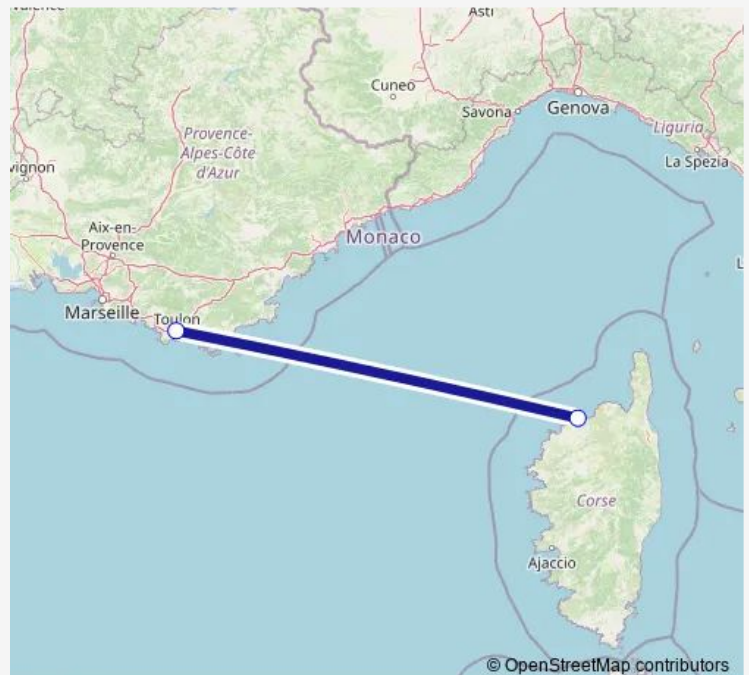 Asti
Cuneo
Savona
Genova
Liguria
La Spezia
Provence-
Alpes-Côte
d'Azur
vignon
Aix-en-
Provence
Monaco
Marseille
Toulon
Corse
Ajaccio
© OpenStreetMap contributors